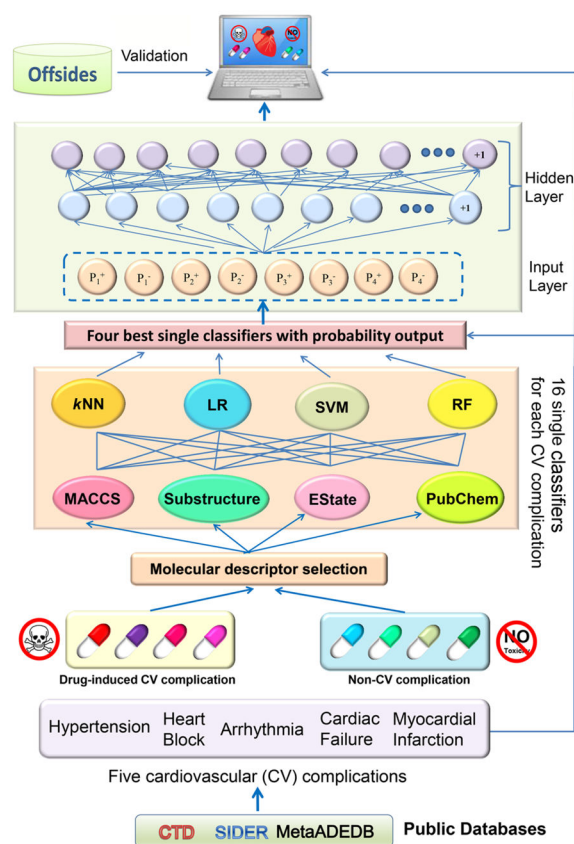 Offsides
Validation
NO
+1
Hidden
Layer
+1
P1+ P1- P2+ P2- P3+ P3- P4+ P4-
Input
Layer
Four best single classifiers with probability output
kNN LR SVM RF
MACCS Substructure EState PubChem
16 single classifiers
for each CV complication
Molecular descriptor selection
NO
Toxicity
Drug-induced CV complication
Non-CV complication
Hypertension Heart Block Arrhythmia Cardiac Failure Myocardial Infarction
Five cardiovascular (CV) complications
CTD SIDER MetaADEDB Public Databases